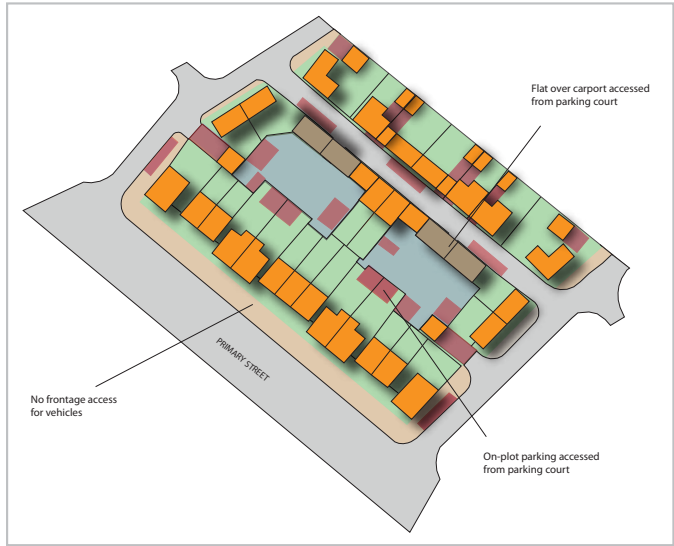 Flat over carport accessed
from parking court
PRIMARY STREET
No frontage access
for vehicles
On-plot parking accessed
from parking court